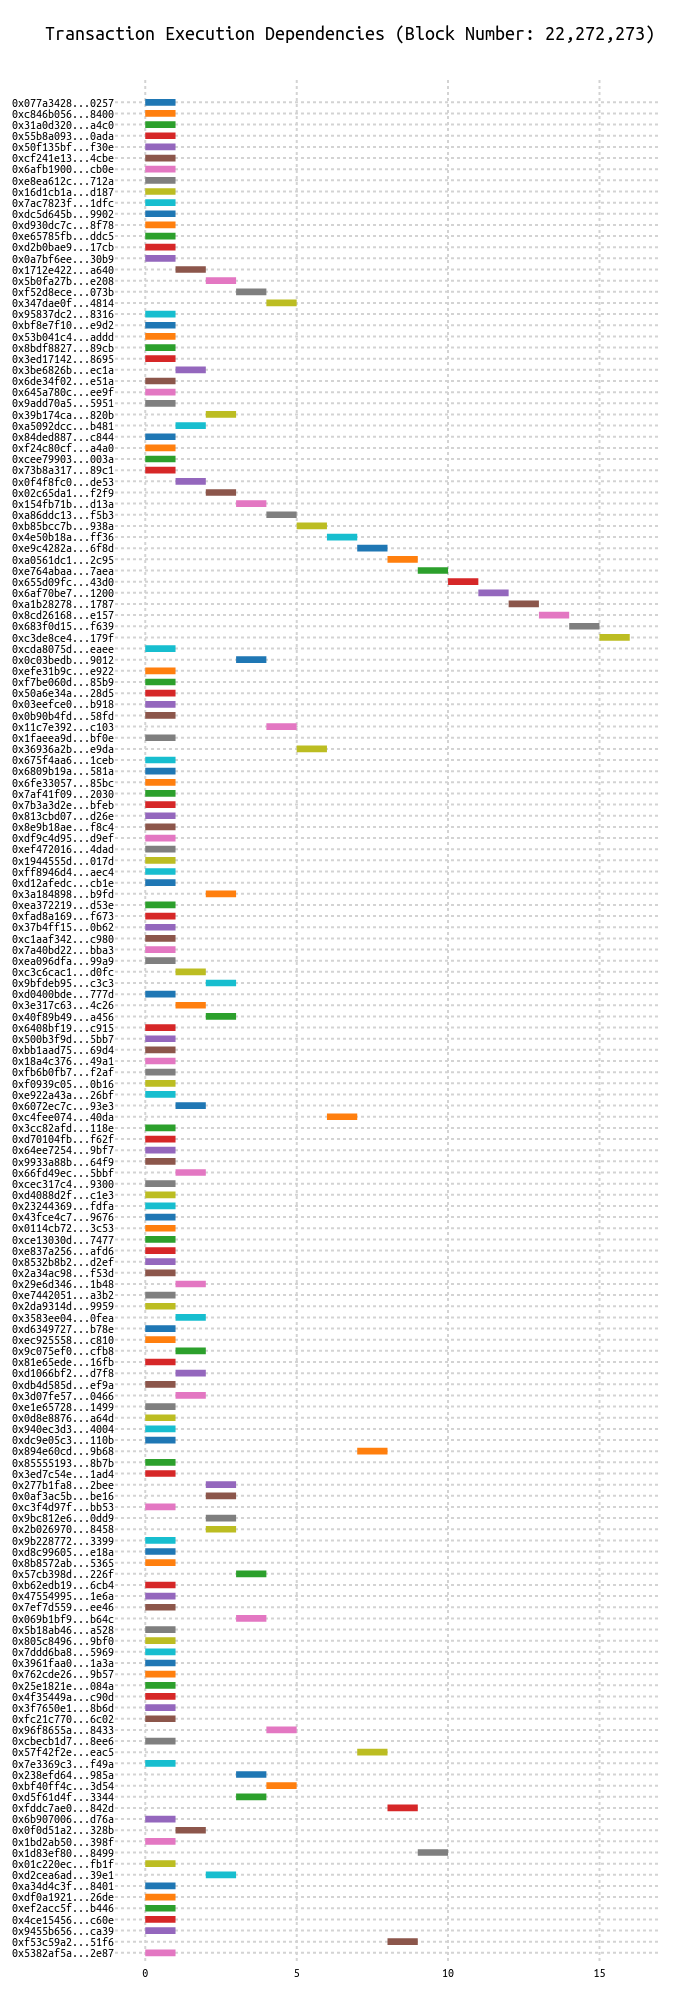 Transaction Execution Dependencies (Block Number: 22,272,273)
0x077a3428...0257
0xc846b056...8400
0x31a0d320...a4c0
0x55b8a093...0ada
0x50f135bf...f30e
0xcf241e13...4cbe
0x6afb1900...cb0e
0xe8ea612c...712a
0x16d1cb1a...d187
0x7ac7823f...1dfc
0xdc5d645b...9902
0xd930dc7c...8f78
0xe65785fb...ddc5
0xd2b0bae9...17cb
0x0a7bf6ee...30b9
0x1712e422...a640
0x5b0fa27b...e208
0xf52d8ece...073b
0x347dae0f...4814
0x95837dc2...8316
0xbf8e7f10...e9d2
0x53b041c4...addd
0x8bdf8827...89cb
0x3ed17142...8695
0x3be6826b...ec1a
0x6de34f02...e51a
0x645a780c...ee9f
0x9add70a5...5951
0x39b174ca...820b
0xa5092dcc...b481
0x84ded887...c844
0xf24c80cf...a4a0
0xcee79903...003a
0x73b8a317...89c1
0x0f4f8fc0...de53
0x02c65da1...f2f9
0x154fb71b...d13a
0xa86ddc13...f5b3
0xb85bcc7b...938a
0x4e50b18a...ff36
0xe9c4282a...6f8d
0xa0561dc1...2c95
0xe764abaa...7aea
0x655d09fc...43d0
0x6af70be7...1200
0xa1b28278...1787
0x8cd26168...e157
0x683f0d15...f639
0xc3de8ce4...179f
0xcda8075d...eaee
0x0c03bedb...9012
0xefe31b9c...e922
0xf7be060d...85b9
0x50a6e34a...28d5
0x03eefce0...b918
0x0b90b4fd...58fd
0x11c7e392...c103
0x1faeea9d...bf0e
0x36936a2b...e9da
0x675f4aa6...1ceb
0x6809b19a...581a
0x6fe33057...85bc
0x7af41f09...2030
0x7b3a3d2e...bfeb
0x813cbd07...d26e
0x8e9b18ae...f8c4
0xdf9c4d95...d9ef
0xef472016...4dad
0x1944555d...017d
0xff8946d4...aec4
0xd12afedc...cb1e
0x3a184898...b9fd
0xea372219...d53e
0xfad8a169...f673
0x37b4ff15...0b62
0xc1aaf342...c980
0x7a40bd22...bba3
0xea096dfa...99a9
0xc3c6cac1...d0fc
0x9bfdeb95...c3c3
0xd0400bde...777d
0x3e317c63...4c26
0x40f89b49...a456
0x6408bf19...c915
0x500b3f9d...5bb7
0xbb1aad75...69d4
0x18a4c376...49a1
0xfb6b0fb7...f2af
0xf0939c05...0b16
0xe922a43a...26bf
0x6072ec7c...93e3
0xc4fee074...40da
0x3cc82afd...118e
0xd70104fb...f62f
0x64ee7254...9bf7
0x9933a88b...64f9
0x66fd49ec...5bbf
0xcec317c4...9300
0xd4088d2f...c1e3
0x23244369...fdfa
0x43fce4c7...9676
0x0114cb72...3c53
0xce13030d...7477
0xe837a256...afd6
0x8532b8b2...d2ef
0x2a34ac98...f53d
0x29e6d346...1b48
0xe7442051...a3b2
0x2da9314d...9959
0x3583ee04...0fea
0xd6349727...b78e
0xec925558...c810
0x9c075ef0...cfb8
0x81e65ede...16fb
0xd1066bf2...d7f8
0xdb4d585d...ef9a
0x3d07fe57...0466
0xe1e65728...1499
0x0d8e8876...a64d
0x940ec3d3...4004
0xdc9e05c3...110b
0x894e60cd...9b68
0x85555193...8b7b
0x3ed7c54e...1ad4
0x277b1fa8...2bee
0x0af3ac5b...be16
0xc3f4d97f...bb53
0x9bc812e6...0dd9
0x2b026970...8458
0x9b228772...3399
0xd8c99605...e18a
0x8b8572ab...5365
0x57cb398d...226f
0xb62edb19...6cb4
0x47554995...1e6a
0x7ef7d559...ee46
0x069b1bf9...b64c
0x5b18ab46...a528
0x805c8496...9bf0
0x7ddd6ba8...5969
0x3961faa0...1a3a
0x762cde26...9b57
0x25e1821e...084a
0x4f35449a...c90d
0x3f7650e1...8b6d
0xfc21c770...6c02
0x96f8655a...8433
0xcbecb1d7...8ee6
0x57f42f2e...eac5
0x7e3369c3...f49a
0x238efd64...985a
0xbf40ff4c...3d54
0xd5f61d4f...3344
0xfddc7ae0...842d
0x6b907006...d76a
0x0f0d51a2...328b
0x1bd2ab50...398f
0x1d83ef80...8499
0x01c220ec...fb1f
0xd2cea6ad...39e1
0xa34d4c3f...8401
0xdf0a1921...26de
0xef2acc5f...b446
0x4ce15456...c60e
0x9455b656...ca39
0xf53c59a2...51f6
0x5382af5a...2e87
0 5 10 15